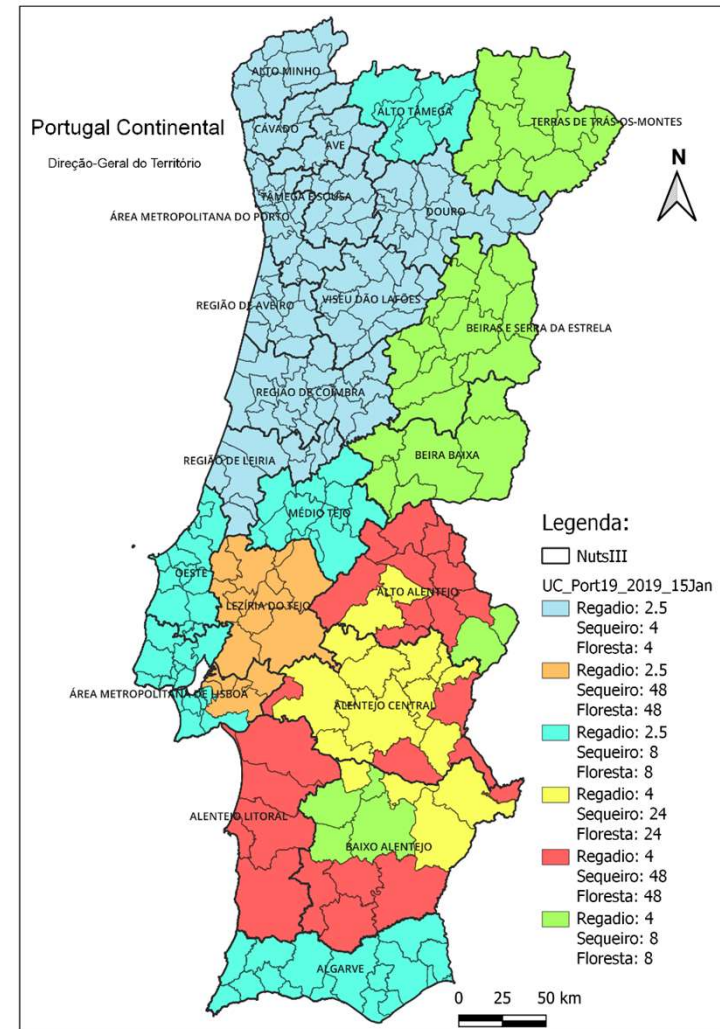 ALTO MINHO
ALTO TÂMEGA
TERRAS DE TRÁS-OS-MONTES
Portugal Continental
CÁVADO
AVE
Direção-Geral do Território
N
TÂMEGA E SOUSA
ÁREA METROPOLITANA DO PORTO
DOURO
REGIÃO DE AVEIRO
VISEU DÃO LAFÕES
BEIRAS E SERRA DA ESTRELA
REGIÃO DE COIMBRA
REGIÃO DE LEIRIA
BEIRA BAIXA
MÉDIO TEJO
OESTE
ALTO ALENTEJO
LEZÍRIA DO TEJO
ÁREA METROPOLITANA DE LISBOA
ALENTEJO CENTRAL
ALENTEJO LITORAL
BAIXO ALENTEJO
ALGARVE
Legenda:
NutsIII
UC_Port19_2019_15Jan
Regadio: 2.5
Sequeiro: 4
Floresta: 4
Regadio: 2.5
Sequeiro: 48
Floresta: 48
Regadio: 2.5
Sequeiro: 8
Floresta: 8
Regadio: 4
Sequeiro: 24
Floresta: 24
Regadio: 4
Sequeiro: 48
Floresta: 48
Regadio: 4
Sequeiro: 8
Floresta: 8
0 25 50 km